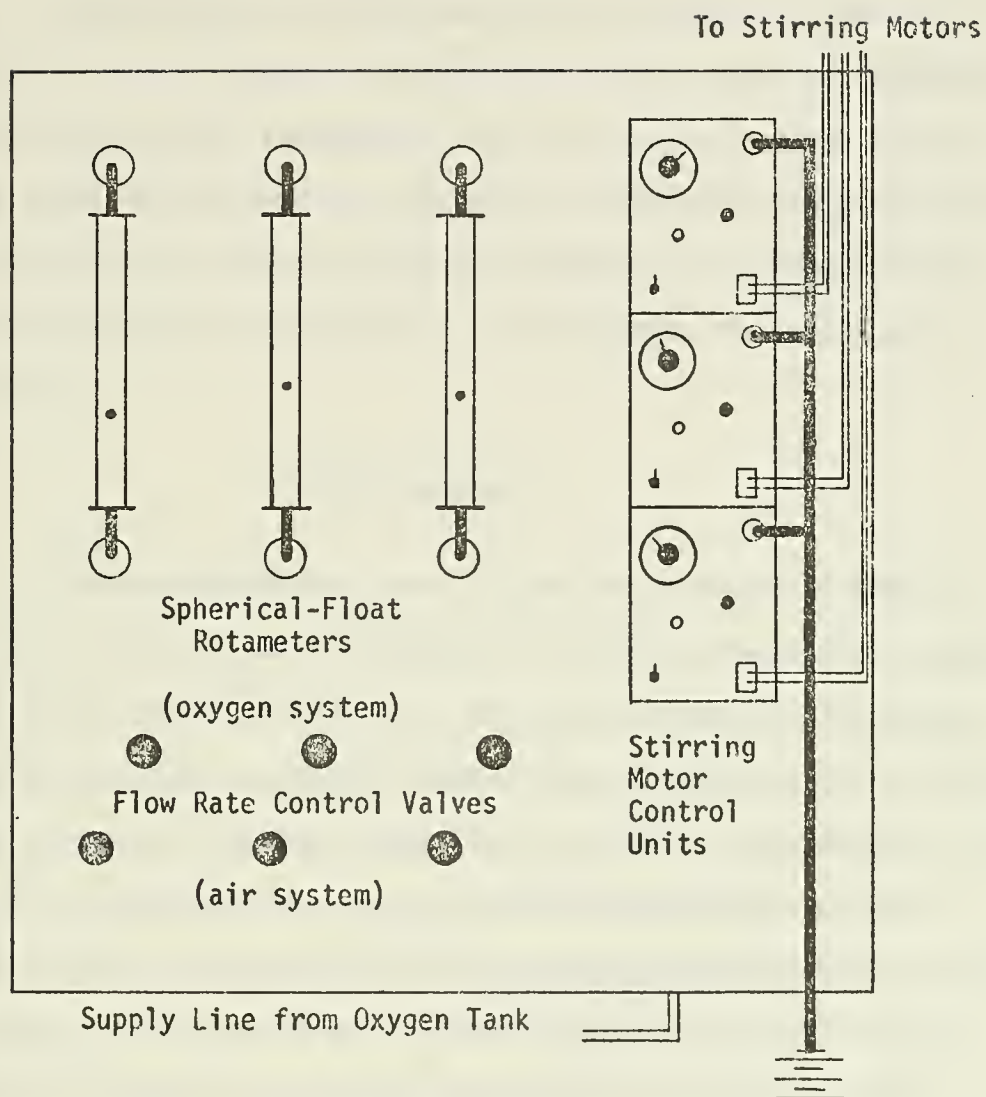 To Stirring Motors
Spherical-Float
Rotameters
(oxygen system)
Flow Rate Control Valves
(air system)
Stirring
Motor
Control
Units
Supply Line from Oxygen Tank